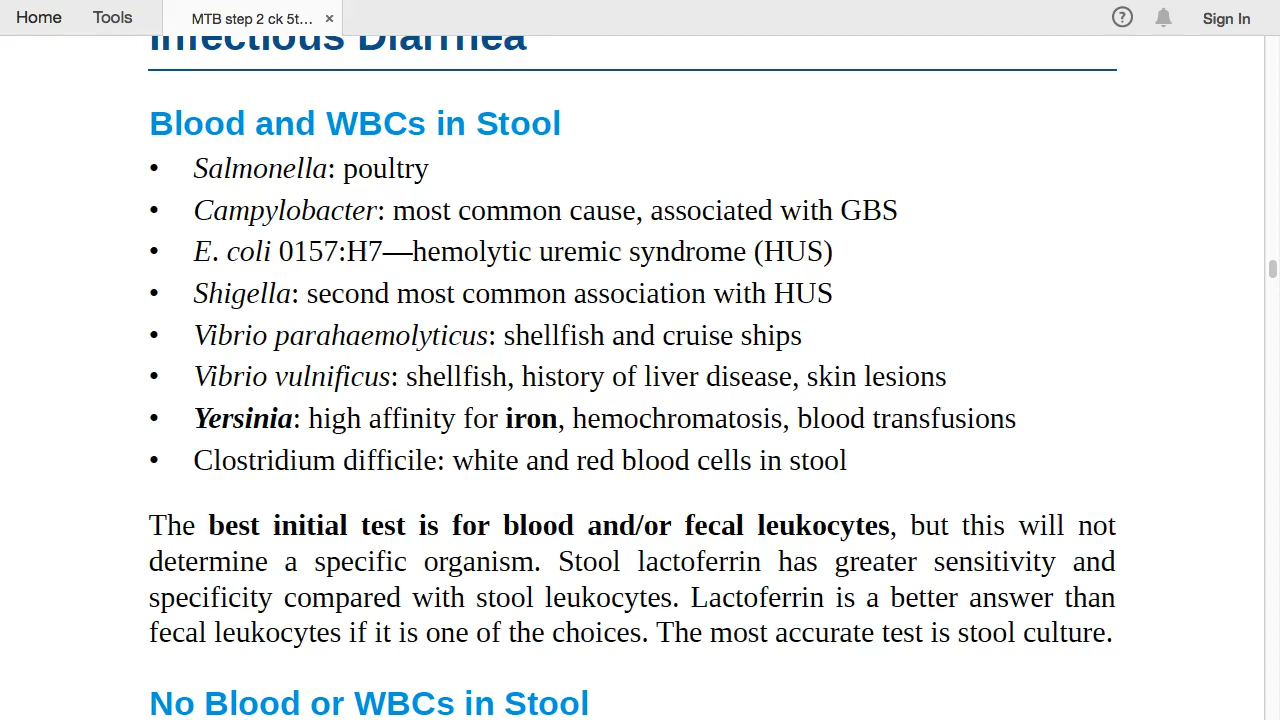 Home Tools MTB step 2 ck 5t... × ? Sign In
Infectious Diarrhea
Blood and WBCs in Stool
• Salmonella: poultry
• Campylobacter: most common cause, associated with GBS
• E. coli 0157:H7—hemolytic uremic syndrome (HUS)
• Shigella: second most common association with HUS
• Vibrio parahaemolyticus: shellfish and cruise ships
• Vibrio vulnificus: shellfish, history of liver disease, skin lesions
• Yersinia: high affinity for iron, hemochromatosis, blood transfusions
• Clostridium difficile: white and red blood cells in stool
The best initial test is for blood and/or fecal leukocytes, but this will not
determine a specific organism. Stool lactoferrin has greater sensitivity and
specificity compared with stool leukocytes. Lactoferrin is a better answer than
fecal leukocytes if it is one of the choices. The most accurate test is stool culture.
No Blood or WBCs in Stool